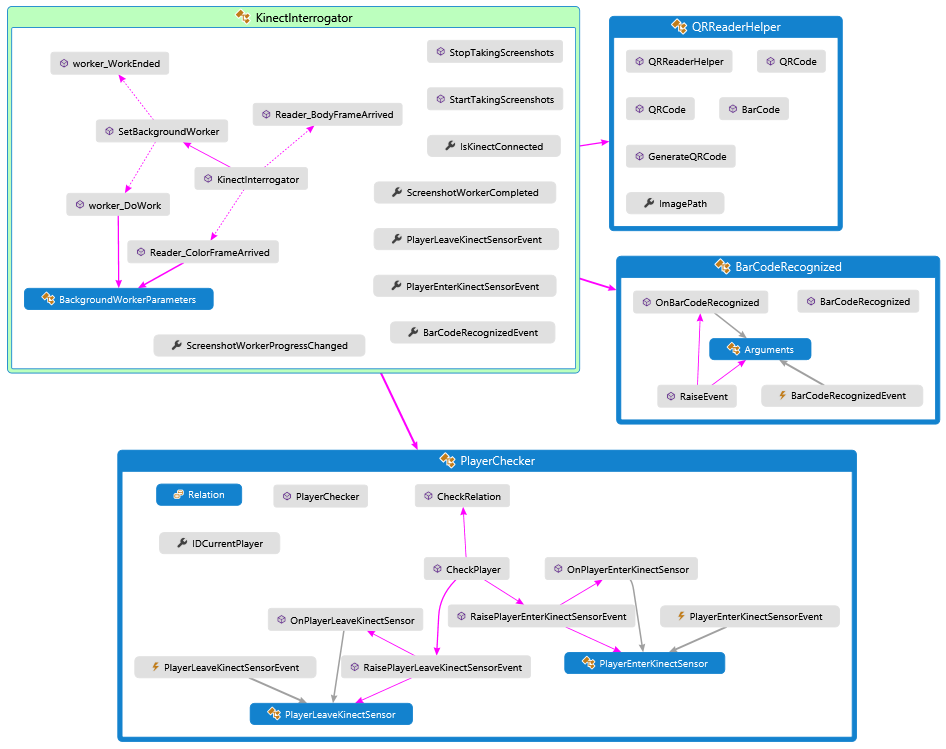 KinectInterrogator
worker_WorkEnded
StopTakingScreenshots
StartTakingScreenshots
Reader_BodyFrameArrived
SetBackgroundWorker
IsKinectConnected
KinectInterrogator
ScreenshotWorkerCompleted
worker_DoWork
PlayerLeaveKinectSensorEvent
Reader_ColorFrameArrived
PlayerEnterKinectSensorEvent
BackgroundWorkerParameters
BarCodeRecognizedEvent
ScreenshotWorkerProgressChanged
QRReaderHelper
QRReaderHelper
QRCode
QRCode
BarCode
GenerateQRCode
ImagePath
BarCodeRecognized
OnBarCodeRecognized
BarCodeRecognized
Arguments
RaiseEvent
BarCodeRecognizedEvent
PlayerChecker
Relation
PlayerChecker
CheckRelation
IDCurrentPlayer
CheckPlayer
OnPlayerEnterKinectSensor
OnPlayerLeaveKinectSensor
RaisePlayerEnterKinectSensorEvent
PlayerEnterKinectSensorEvent
PlayerLeaveKinectSensorEvent
RaisePlayerLeaveKinectSensorEvent
PlayerEnterKinectSensor
PlayerLeaveKinectSensor